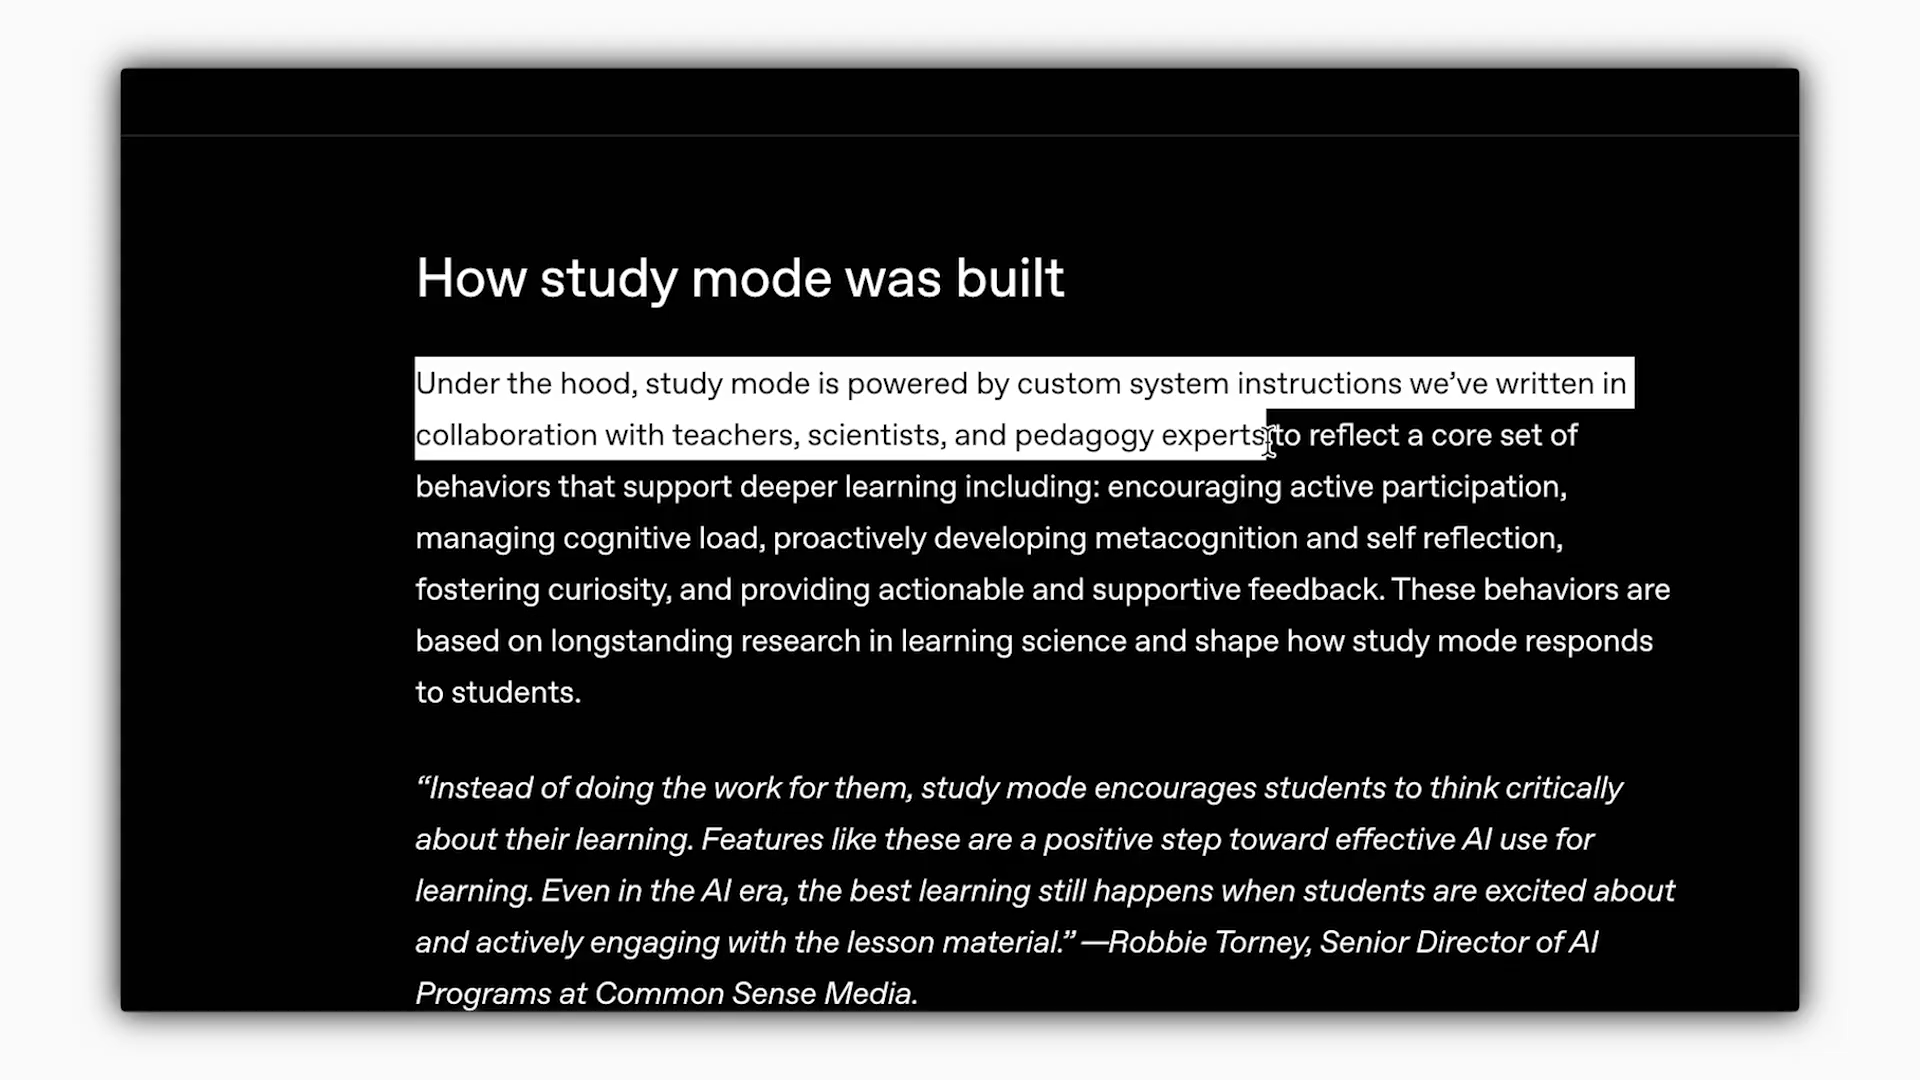 How study mode was built
Under the hood, study mode is powered by custom system instructions we’ve written in
collaboration with teachers, scientists, and pedagogy experts to reflect a core set of
behaviors that support deeper learning including: encouraging active participation,
managing cognitive load, proactively developing metacognition and self reflection,
fostering curiosity, and providing actionable and supportive feedback. These behaviors are
based on longstanding research in learning science and shape how study mode responds
to students.
“Instead of doing the work for them, study mode encourages students to think critically
about their learning. Features like these are a positive step toward effective AI use for
learning. Even in the AI era, the best learning still happens when students are excited about
and actively engaging with the lesson material.” —Robbie Torney, Senior Director of AI
Programs at Common Sense Media.